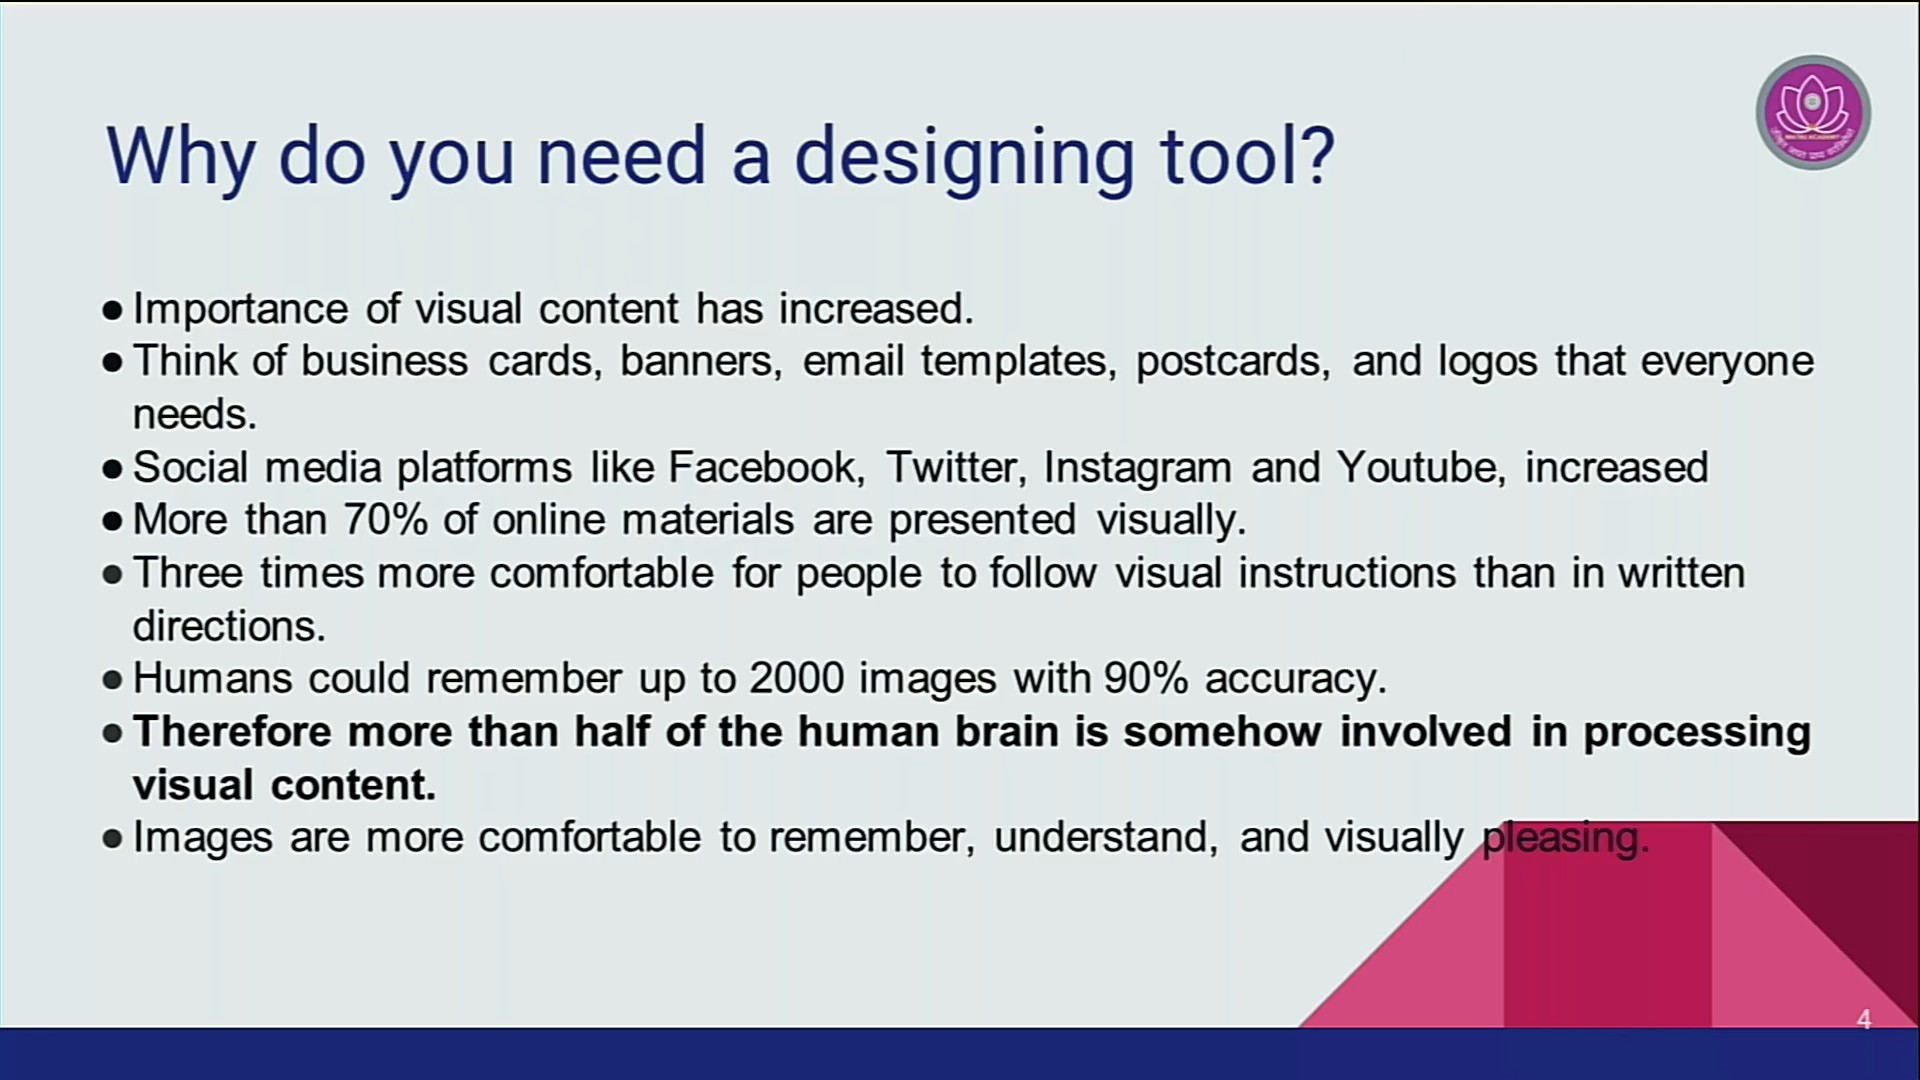 Why do you need a designing tool?
● Importance of visual content has increased.
● Think of business cards, banners, email templates, postcards, and logos that everyone
needs.
● Social media platforms like Facebook, Twitter, Instagram and Youtube, increased
● More than 70% of online materials are presented visually.
● Three times more comfortable for people to follow visual instructions than in written
directions.
● Humans could remember up to 2000 images with 90% accuracy.
● Therefore more than half of the human brain is somehow involved in processing
visual content.
● Images are more comfortable to remember, understand, and visually pleasing.
4